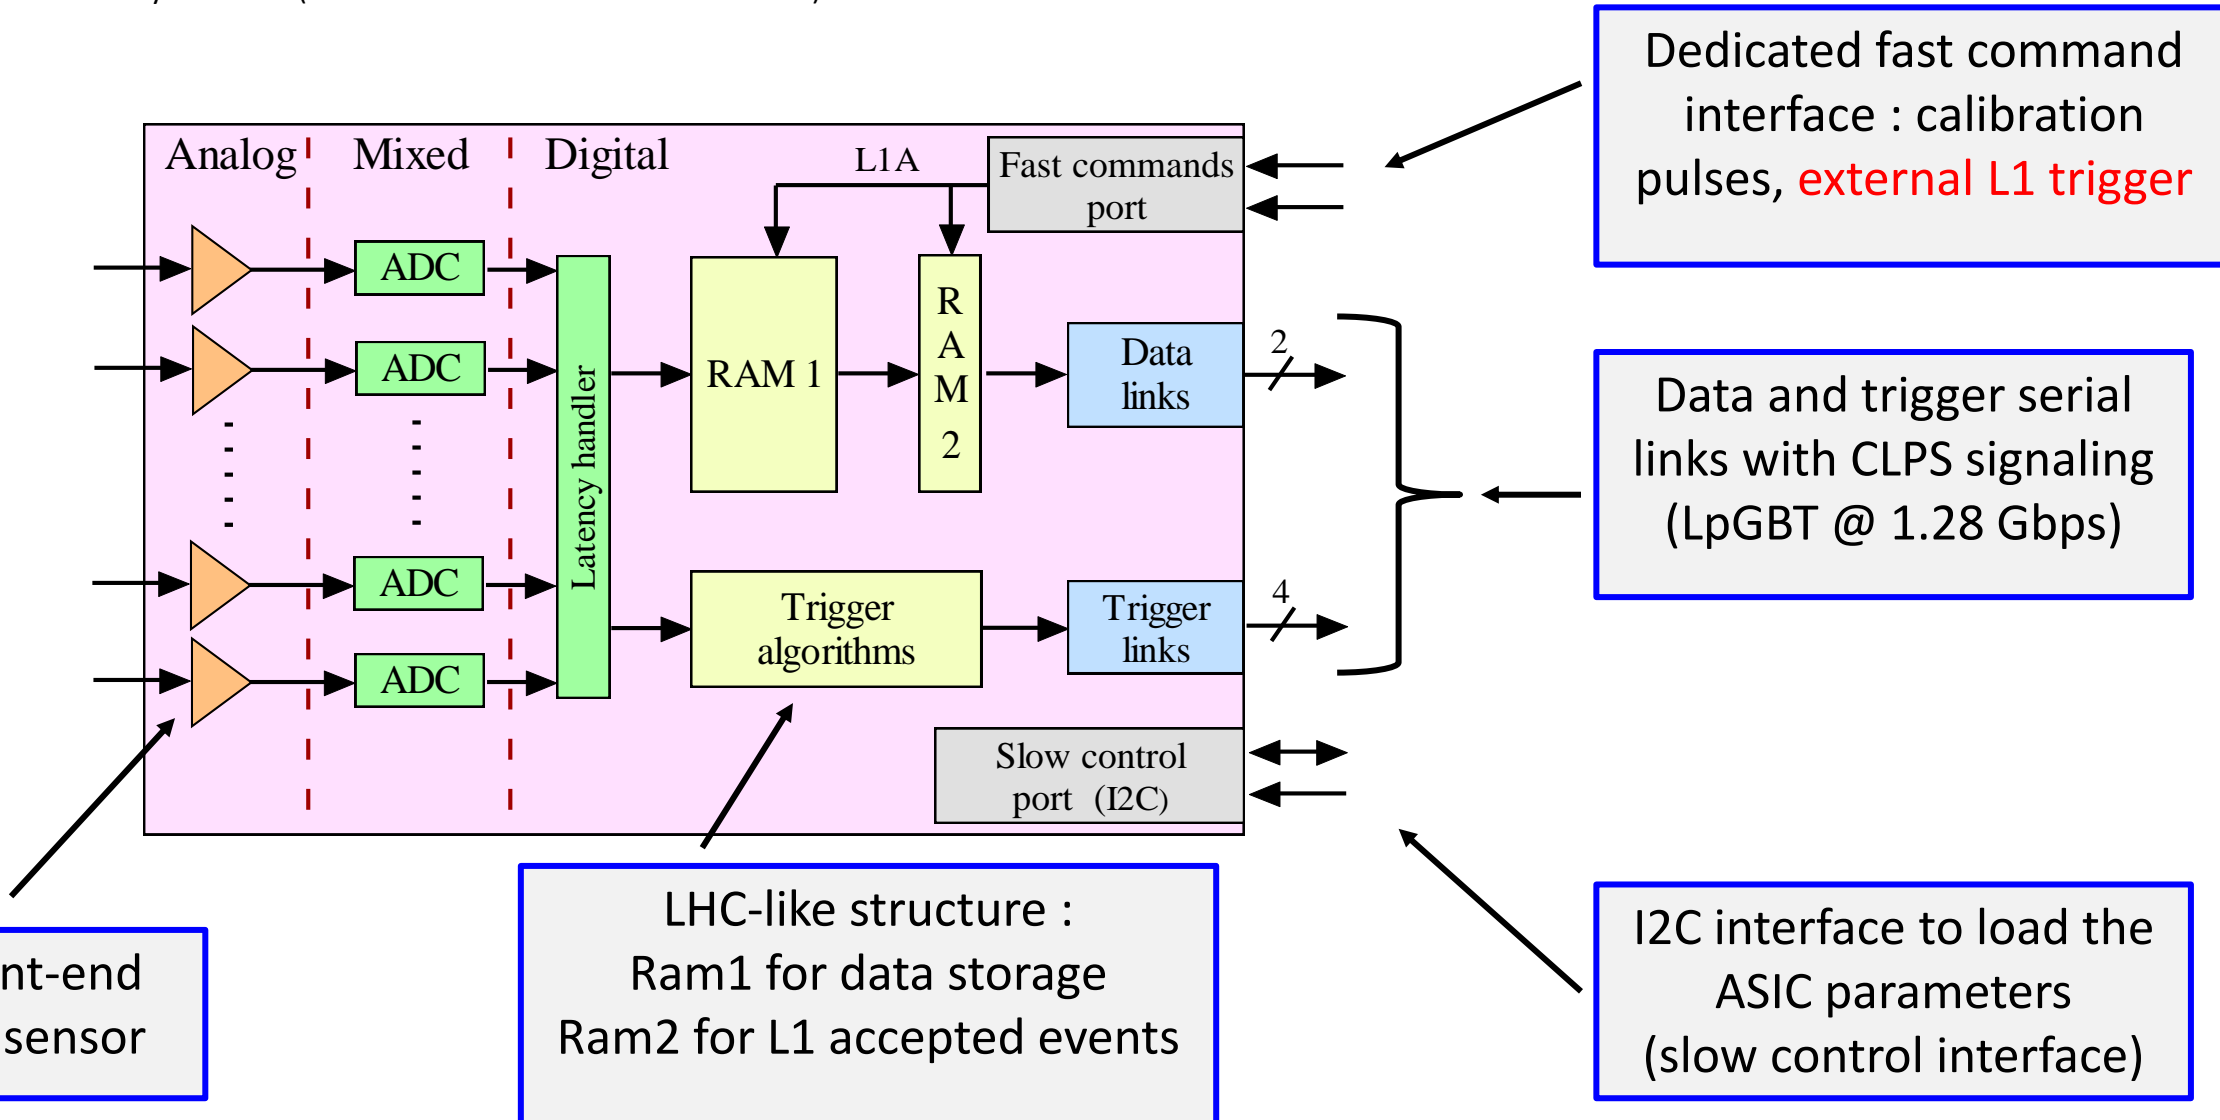 Dedicated fast command
interface : calibration
pulses, external L1 trigger
Analog
Mixed
Digital
L1A
Fast commands
port
ADC
ADC
ADC
ADC
Latency handler
RAM 1
R
A
M
2
Data
links
2
Trigger
algorithms
Trigger
links
4
Slow control
port (I2C)
Data and trigger serial
links with CLPS signaling
(LpGBT @ 1.28 Gbps)
nt-end
sensor
LHC-like structure :
Ram1 for data storage
Ram2 for L1 accepted events
I2C interface to load the
ASIC parameters
(slow control interface)